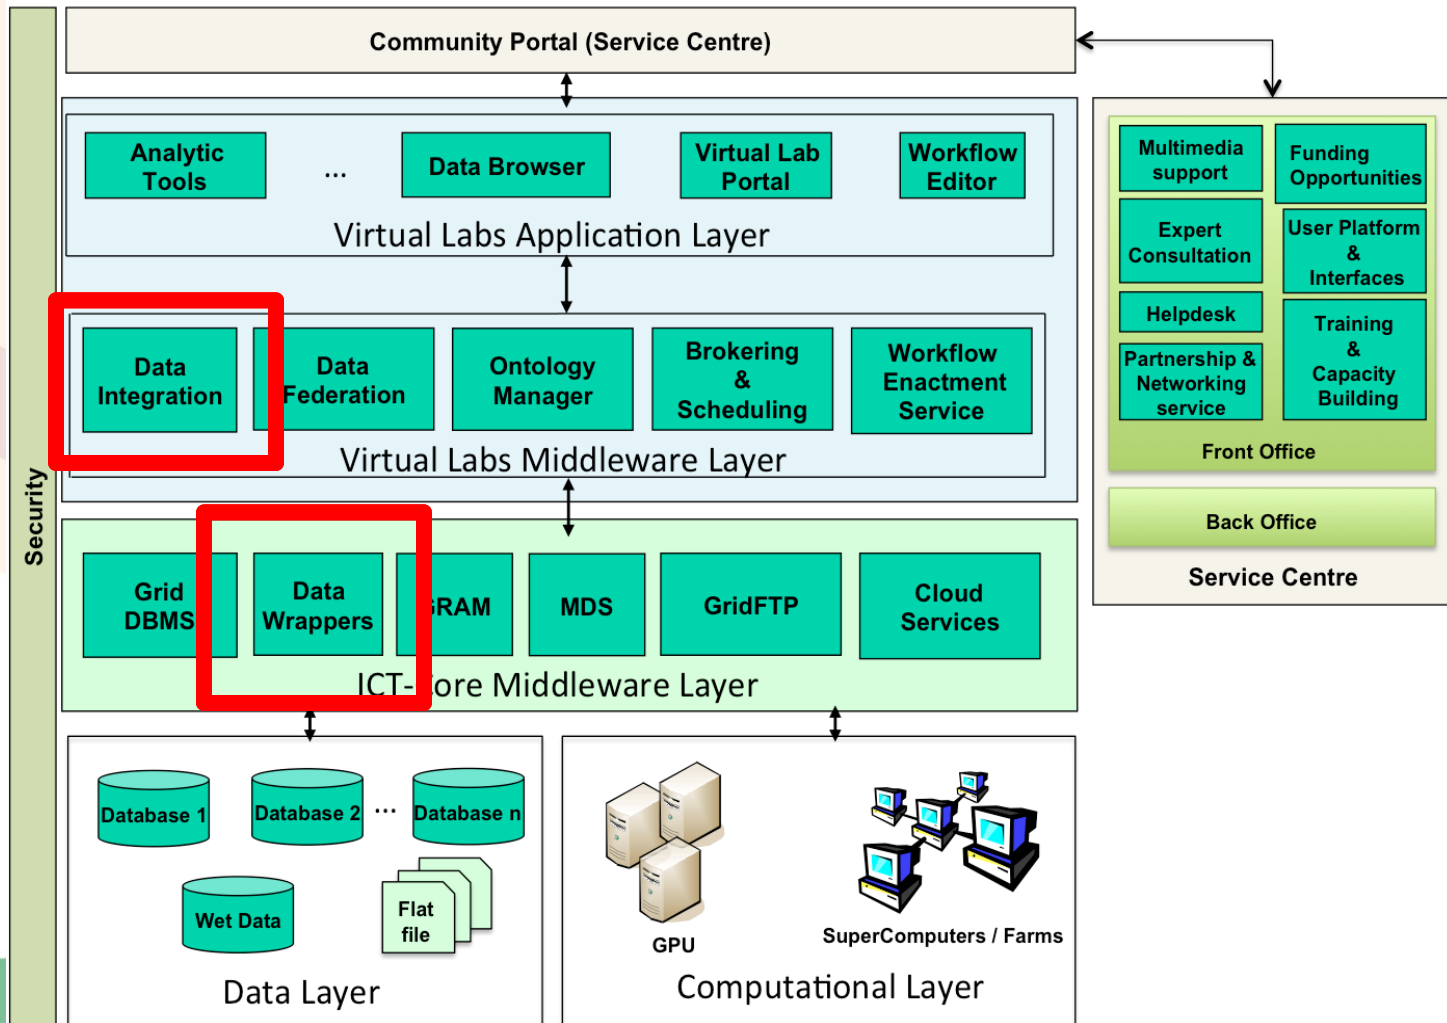 Community Portal (Service Centre)
Analytic
Tools
...
Data Browser
Virtual Lab
Portal
Workflow
Editor
Virtual Labs Application Layer
Data
Integration
Data
Federation
Ontology
Manager
Brokering
&
Scheduling
Workflow
Enactment
Service
Virtual Labs Middleware Layer
Security
Grid
DBMS
Data
Wrappers
GRAM
MDS
GridFTP
Cloud
Services
ICT-Core Middleware Layer
Database 1
Database 2
...
Database n
Wet Data
Flat
file
Data Layer
GPU
SuperComputers / Farms
Computational Layer
Multimedia
support
Funding
Opportunities
Expert
Consultation
User Platform
&
Interfaces
Helpdesk
Training
&
Capacity
Building
Partnership &
Networking
service
Front Office
Back Office
Service Centre